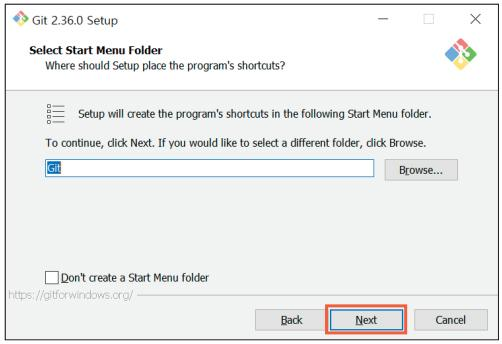 Git 2.36.0 Setup
Select Start Menu Folder
Where should Setup place the program's shortcuts?
Setup will create the program's shortcuts in the following Start Menu folder.
To continue, click Next. If you would like to select a different folder, click Browse.
Git
Browse...
Don't create a Start Menu folder
https://gitforwindows.org/
Back
Next
Cancel